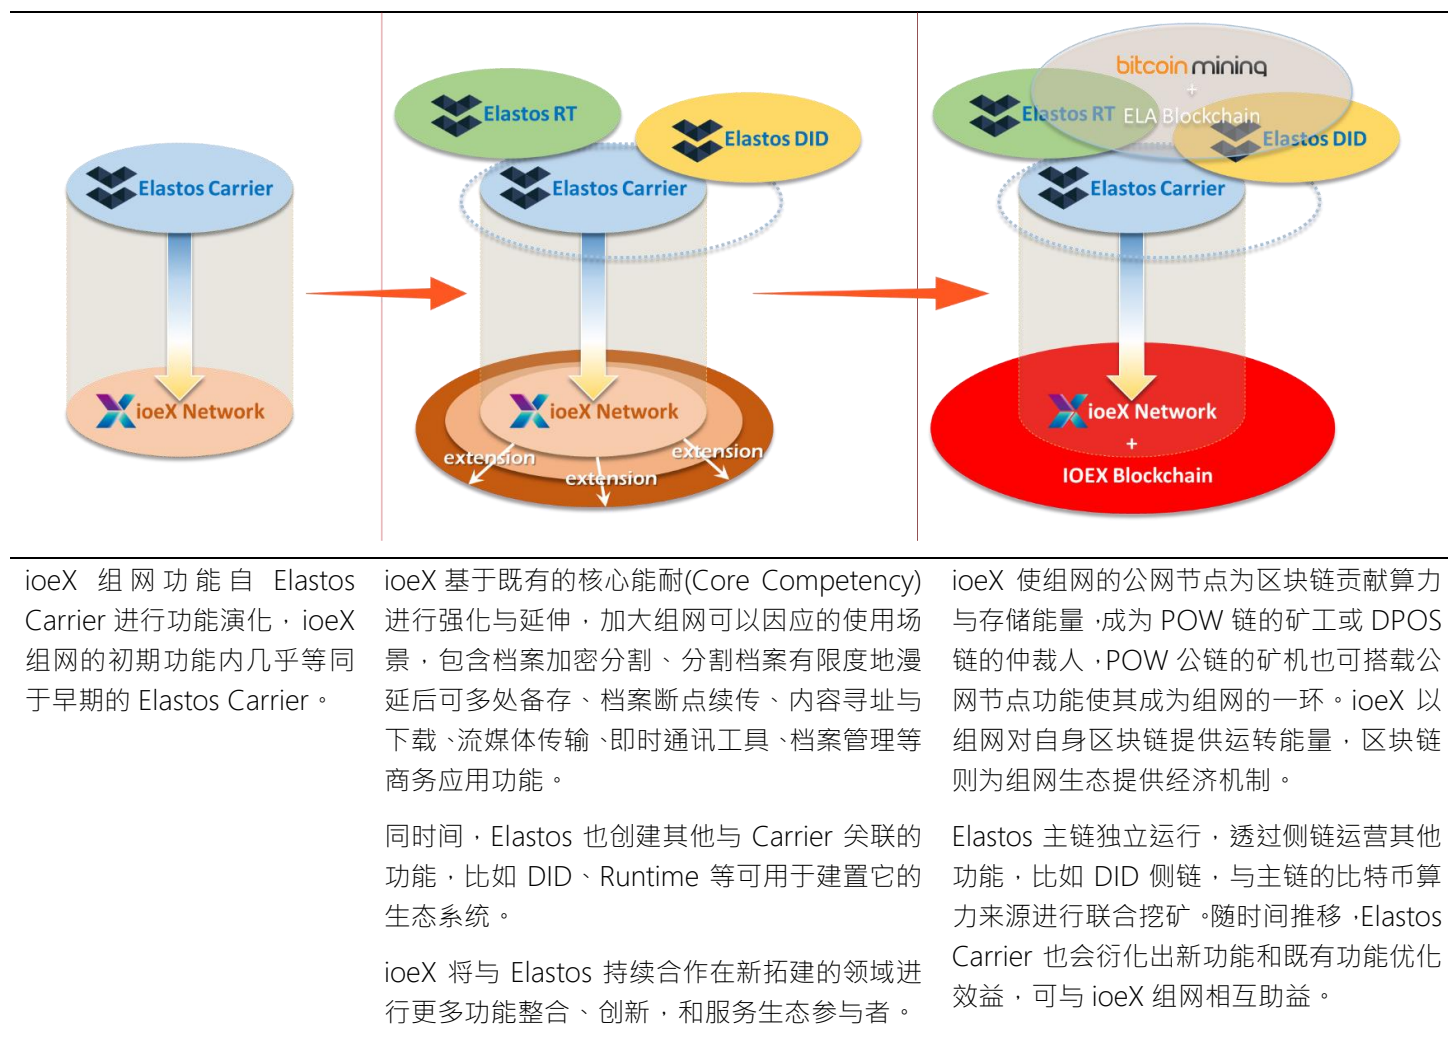 Elastos Carrier
ioeX Network
Elastos RT
Elastos DID
Elastos Carrier
ioeX Network
extension
extension
extension
bitcoin mining
+
ELA Blockchain
Elastos RT
Elastos DID
Elastos Carrier
ioeX Network
+
IOEX Blockchain
ioeX 组网功能自 Elastos
Carrier 进行功能演化，ioeX
组网的初期功能内几乎等同
于早期的 Elastos Carrier。
ioeX 基于既有的核心能耐(Core Competency)
进行强化与延伸，加大组网可以因应的使用场
景，包含档案加密分割、分割档案有限度地漫
延后可多处备存、档案断点续传、内容寻址与
下载、流媒体传输、即时通讯工具、档案管理等
商务应用功能。
同时间，Elastos 也创建其他与 Carrier 关联的
功能，比如 DID、Runtime 等可用于建置它的
生态系统。
ioeX 将与 Elastos 持续合作在新拓建的领域进
行更多功能整合、创新，和服务生态参与者。
ioeX 使组网的公网节点为区块链贡献算力
与存储能量，成为 POW 链的矿工或 DPOS
链的仲裁人，POW 公链的矿机也可搭载公
网节点功能使其成为组网的一环。ioeX 以
组网对自身区块链提供运转能量，区块链
则为组网生态提供经济机制。
Elastos 主链独立运行，透过侧链运营其他
功能，比如 DID 侧链，与主链的比特币算
力来源进行联合挖矿。随时间推移，Elastos
Carrier 也会衍化出新功能和既有功能优化
效益，可与 ioeX 组网相互助益。